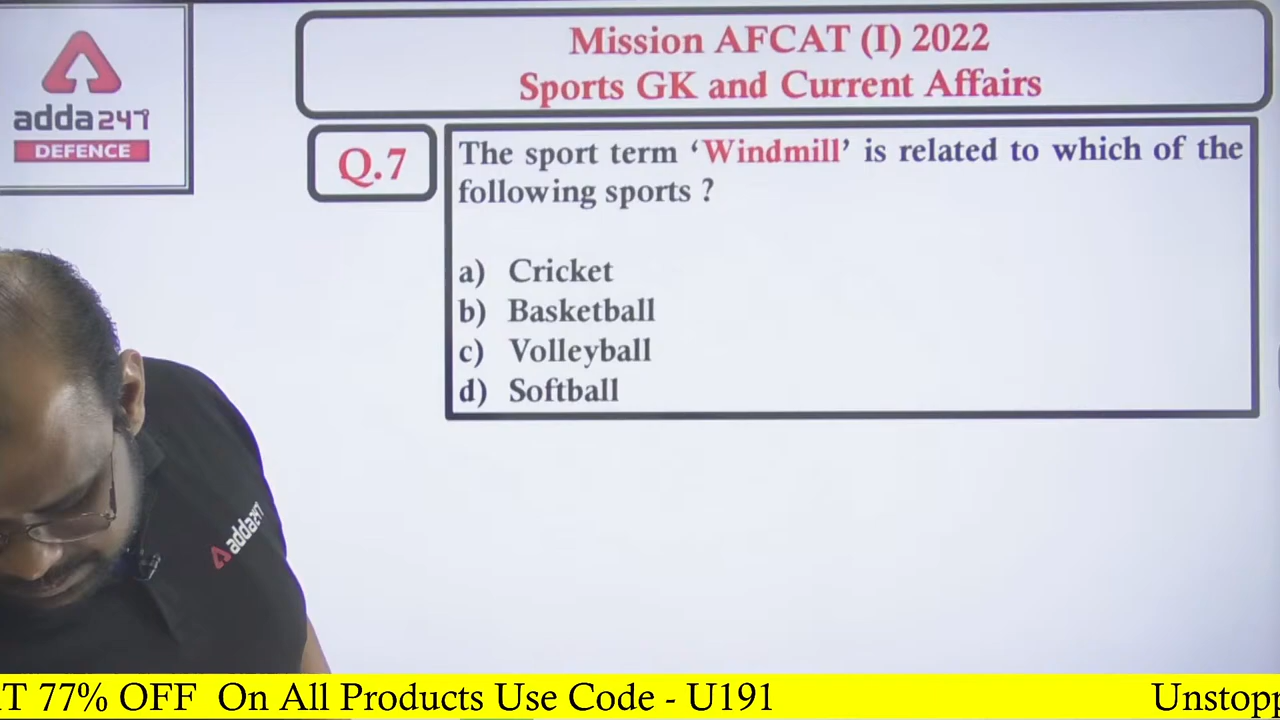 adda247
DEFENCE
Mission AFCAT (I) 2022
Sports GK and Current Affairs
Q.7
The sport term ‘Windmill’ is related to which of the
following sports ?
a) Cricket
b) Basketball
c) Volleyball
d) Softball
adda247
T 77% OFF On All Products Use Code - U191